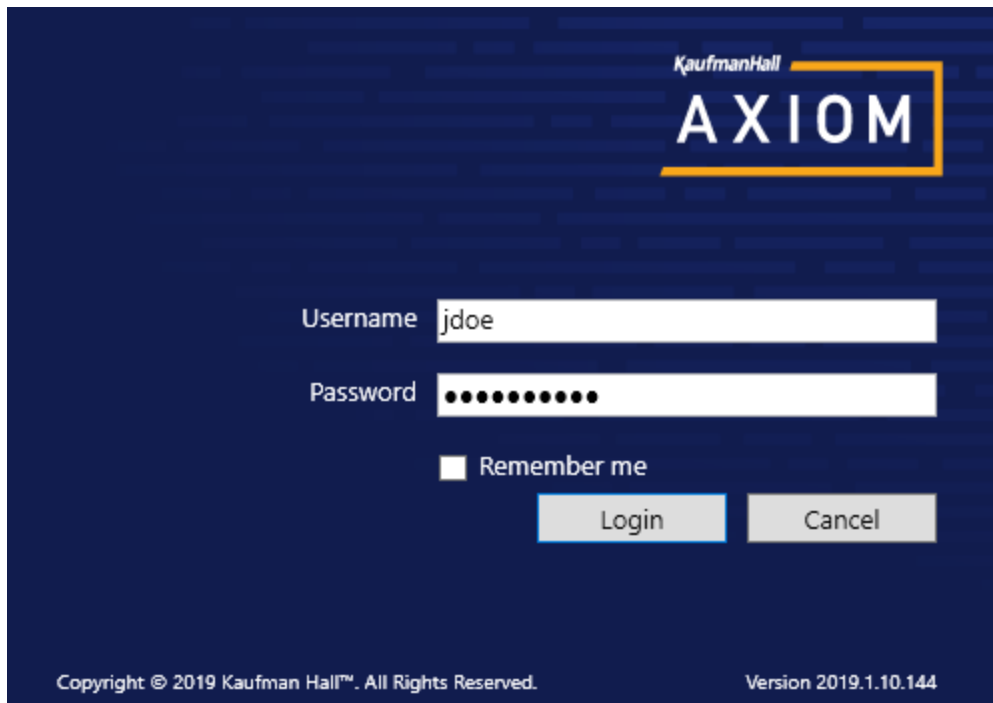 KaufmanHall
AXIOM
Username jdoe
Password ●●●●●●●●●●
Remember me
Login Cancel
Copyright © 2019 Kaufman Hall™. All Rights Reserved. Version 2019.1.10.144